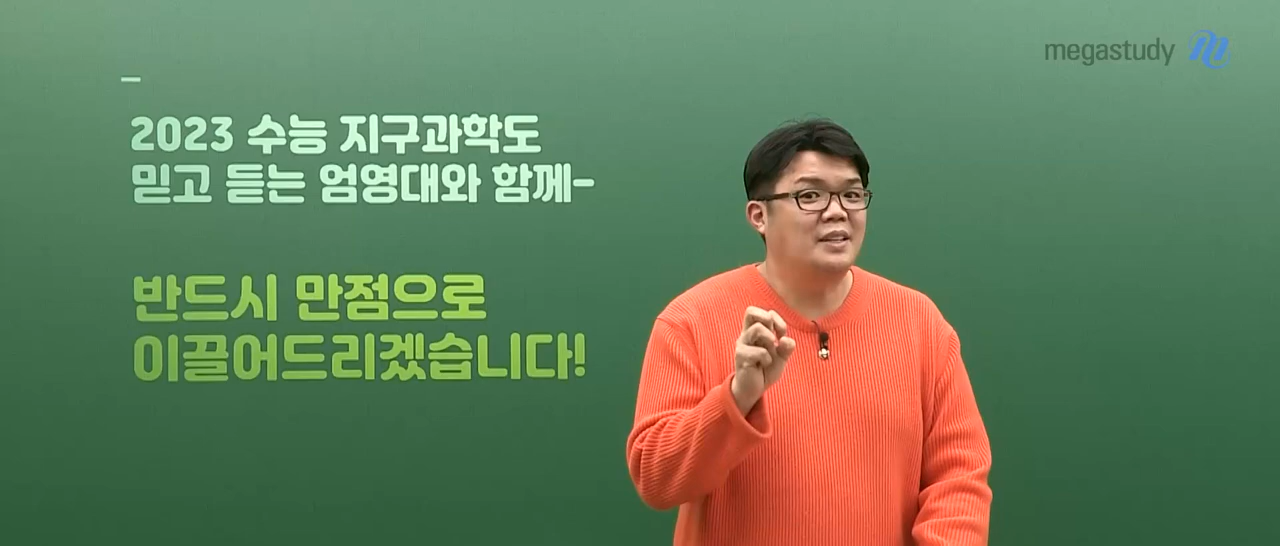 megastudy
2023 수능 지구과학도
믿고 듣는 엄영대와 함께-
반드시 만점으로
이끌어드리겠습니다!